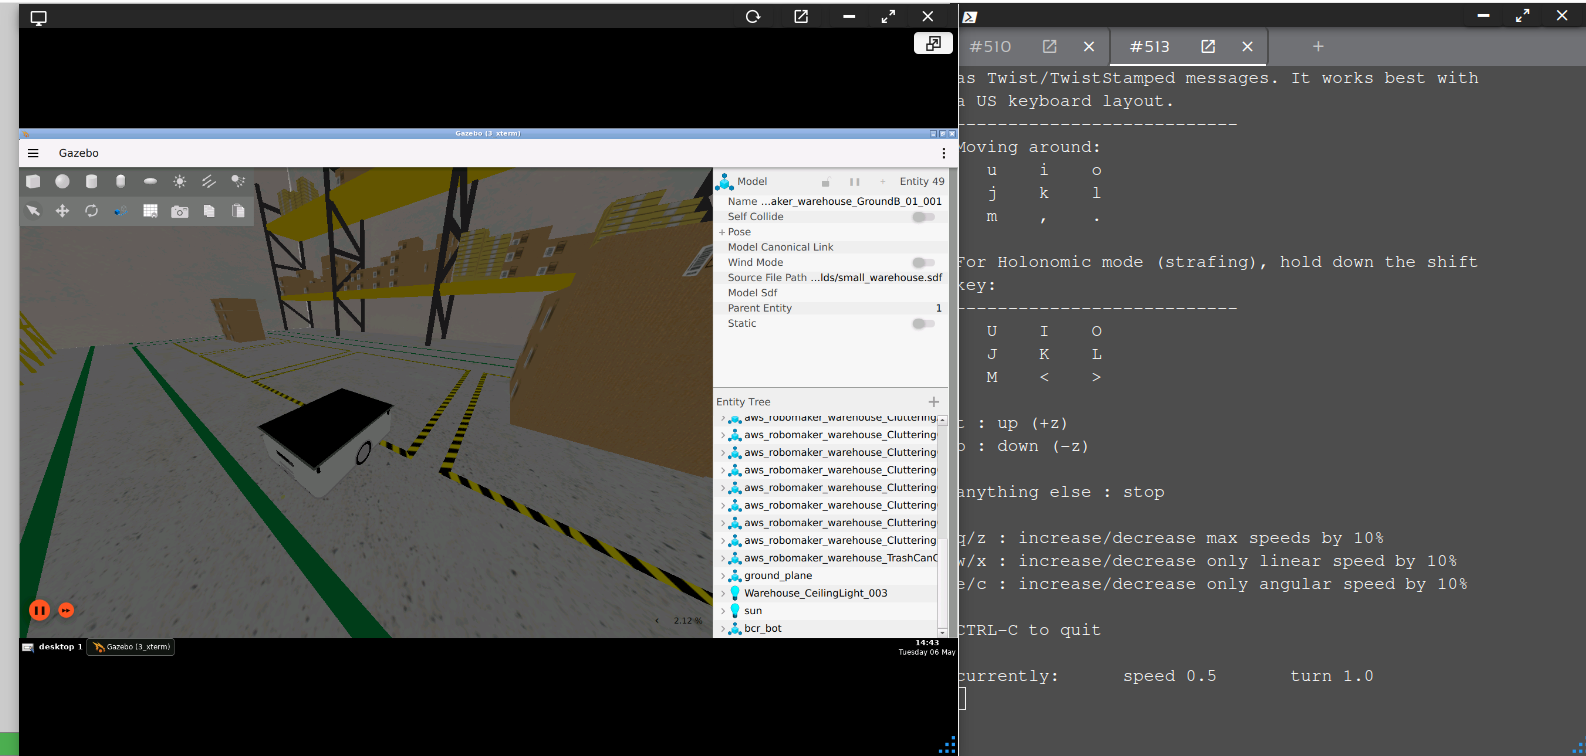 Gazebo (3_xterm)
Gazebo
Model
Entity 49
Name ...aker_warehouse_GroundB_01_001
Self Collide
+ Pose
Model Canonical Link
Wind Mode
Source File Path ...lds/small_warehouse.sdf
Model Sdf
Parent Entity 1
Static
Entity Tree
aws_robomaker_warehouse_Cluttering
aws_robomaker_warehouse_Cluttering
aws_robomaker_warehouse_Cluttering
aws_robomaker_warehouse_Cluttering
aws_robomaker_warehouse_Cluttering
aws_robomaker_warehouse_Cluttering
aws_robomaker_warehouse_Cluttering
aws_robomaker_warehouse_Cluttering
aws_robomaker_warehouse_TrashCanC
ground_plane
Warehouse_CeilingLight_003
sun
bcr_bot
2.12 %
desktop 1
Gazebo (3_xterm)
14:43
Tuesday 06 May
#510
#513
as Twist/TwistStamped messages. It works best with
a US keyboard layout.
---------------------------
Moving around:
u i o
j k l
m , .
For Holonomic mode (strafing), hold down the shift
key:
---------------------------
U I O
J K L
M < >
t : up (+z)
b : down (-z)
anything else : stop
q/z : increase/decrease max speeds by 10%
w/x : increase/decrease only linear speed by 10%
e/c : increase/decrease only angular speed by 10%
CTRL-C to quit
currently: speed 0.5 turn 1.0